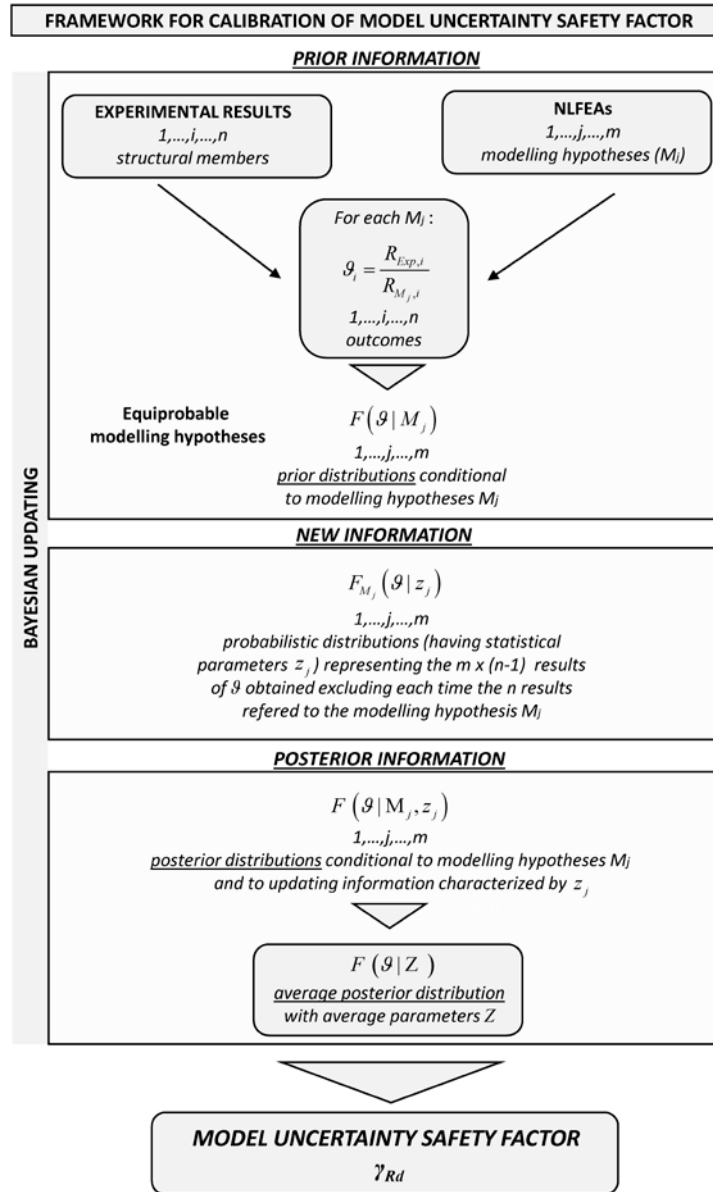 FRAMEWORK FOR CALIBRATION OF MODEL UNCERTAINTY SAFETY FACTOR
PRIOR INFORMATION
BAYESIAN UPDATING
EXPERIMENTAL RESULTS
1,...,i,...,n
structural members
NLFEAs
1,...,j,...,m
modelling hypotheses (Mj)
For each Mj :
ϑi = RExp,i / RMj,i
1,...,i,...,n
outcomes
Equiprobable
modelling hypotheses
F(ϑ | Mj)
1,...,j,...,m
prior distributions conditional
to modelling hypotheses Mj
NEW INFORMATION
FMj(ϑ | zj)
1,...,j,...,m
probabilistic distributions (having statistical
parameters zj) representing the m x (n-1) results
of ϑ obtained excluding each time the n results
refered to the modelling hypothesis Mj
POSTERIOR INFORMATION
F (ϑ | Mj, zj)
1,...,j,...,m
posterior distributions conditional to modelling hypotheses Mj
and to updating information characterized by zj
F (ϑ | Z )
average posterior distribution
with average parameters Z
MODEL UNCERTAINTY SAFETY FACTOR
γRd